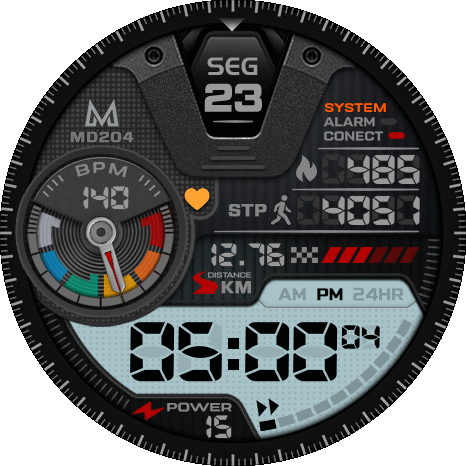 SEG
23
SYSTEM
ALARM
CONECT
MD204
BPM
140
485
STP 4051
12.76
DISTANCE
KM
AM PM 24HR
05:00 04
POWER
15